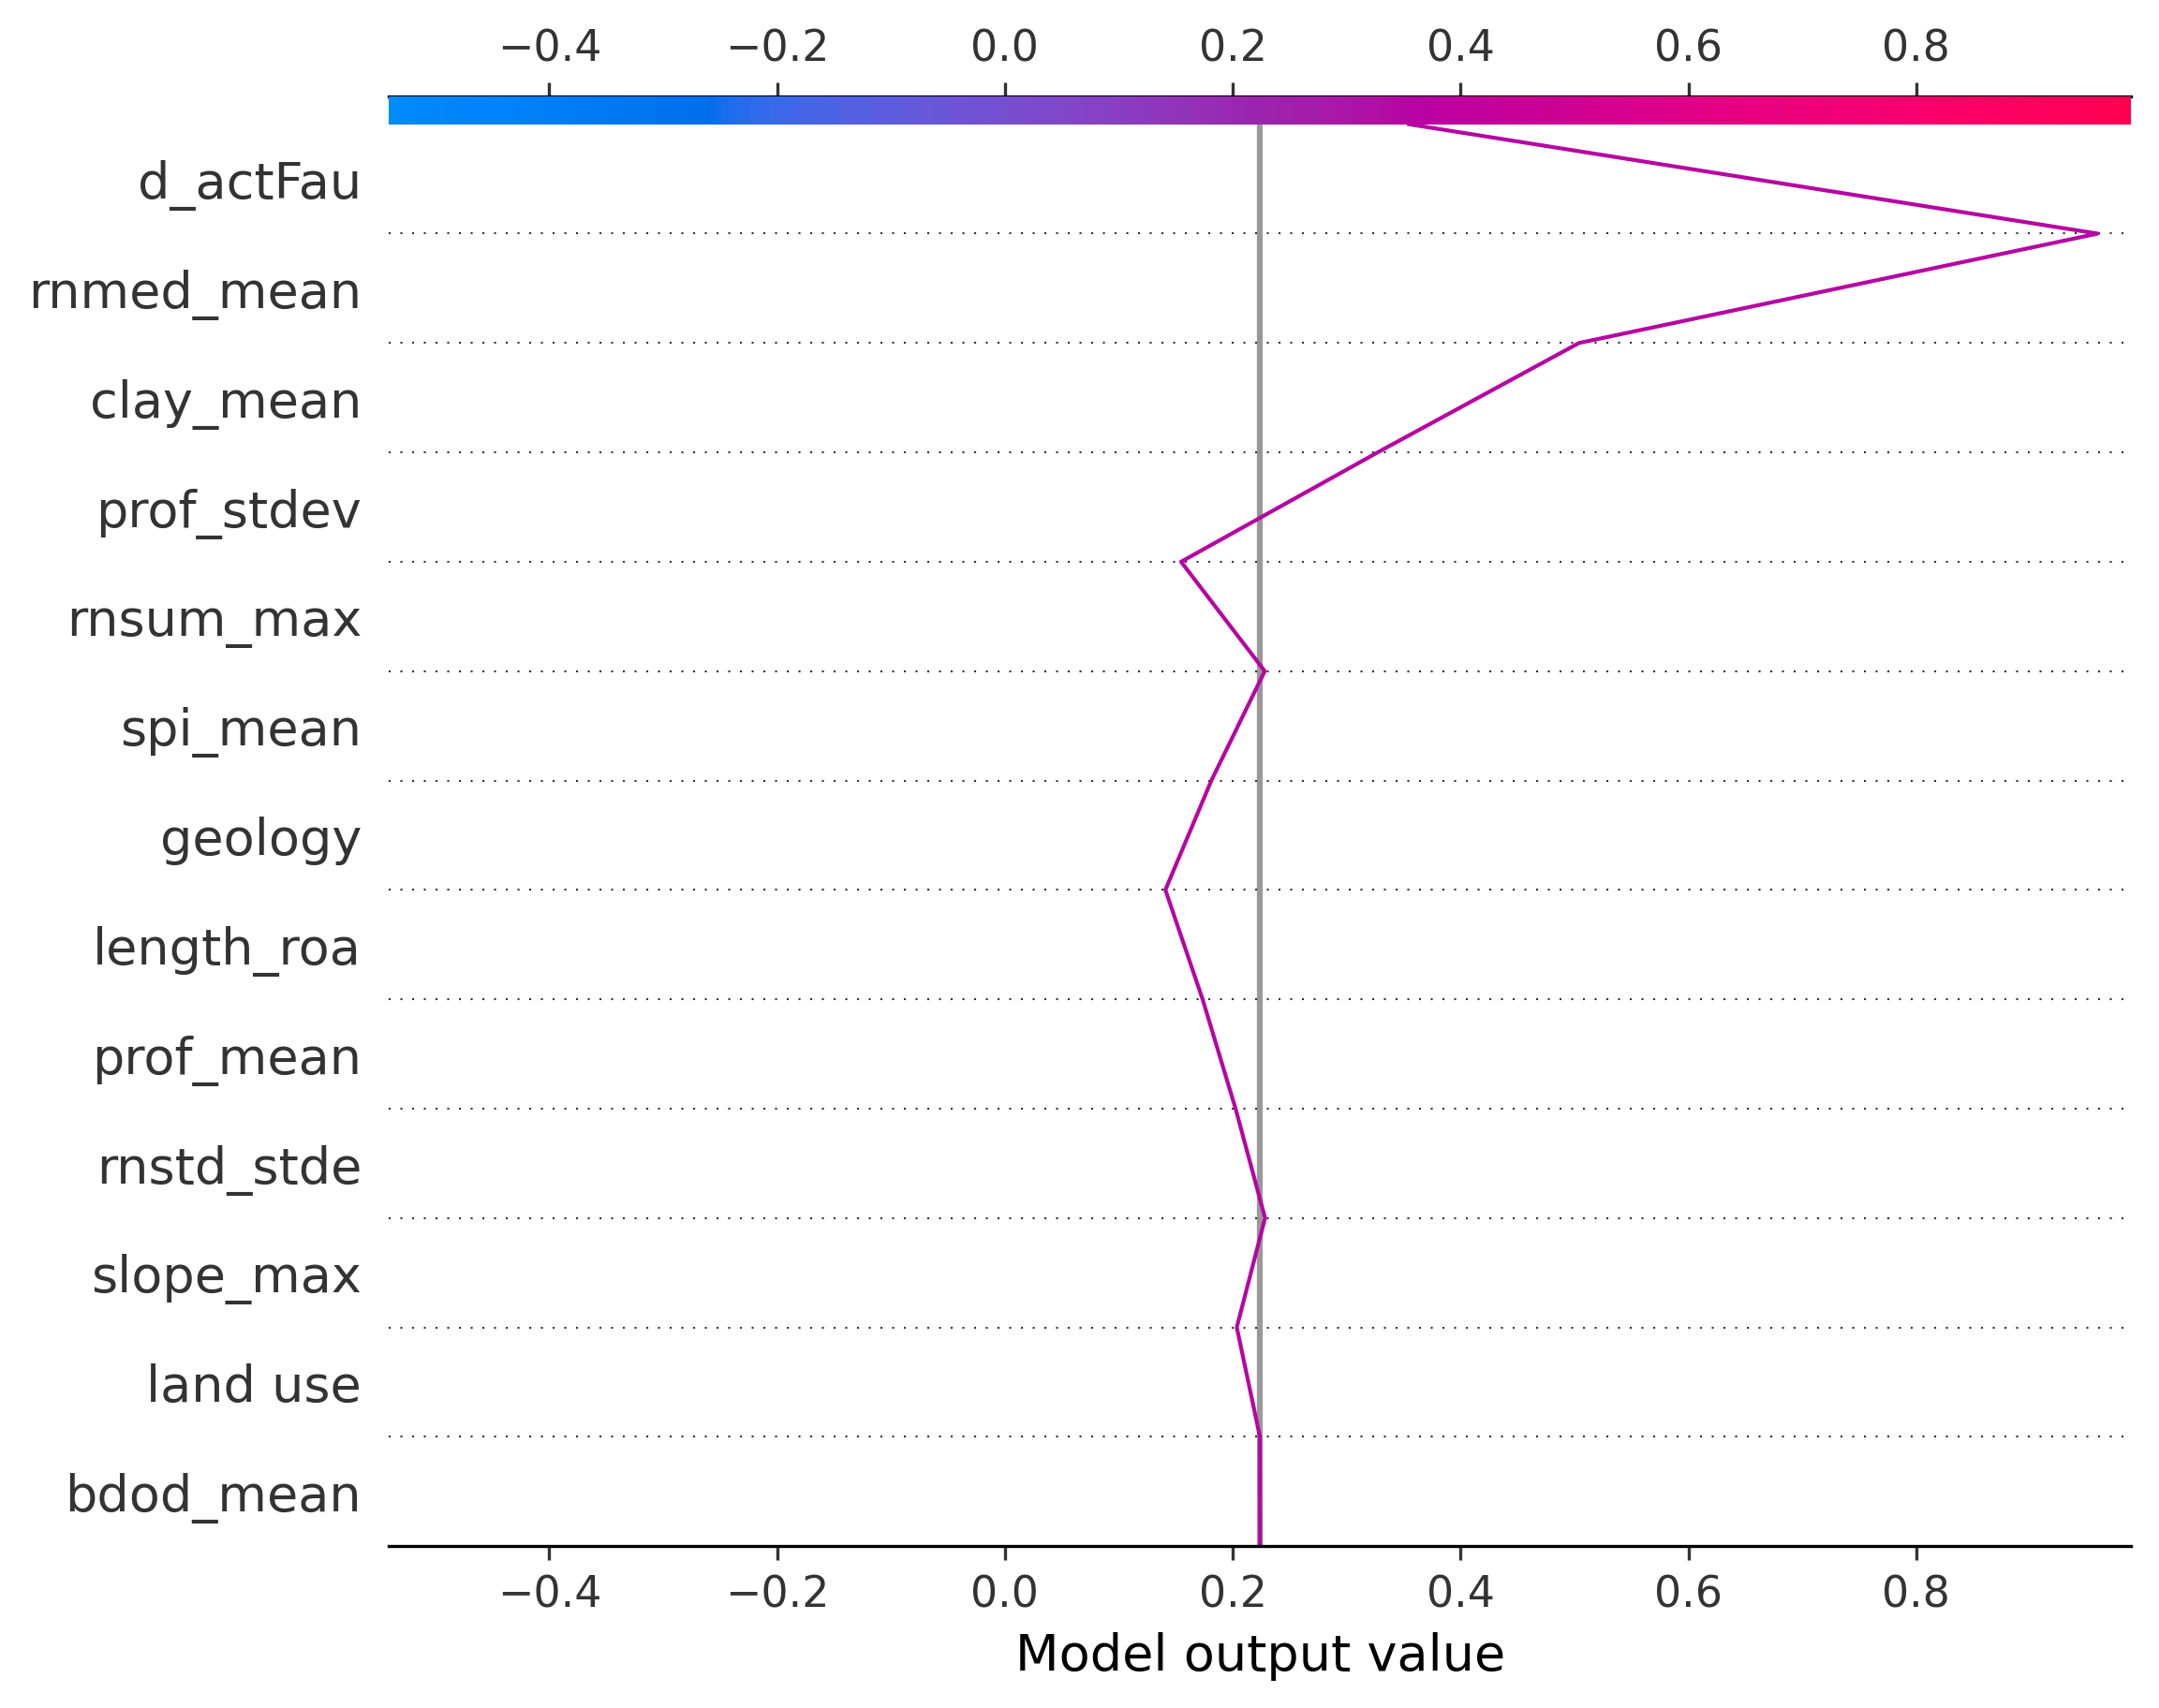 −0.4 −0.2 0.0 0.2 0.4 0.6 0.8
d_actFau
rnmed_mean
clay_mean
prof_stdev
rnsum_max
spi_mean
geology
length_roa
prof_mean
rnstd_stde
slope_max
land use
bdod_mean
−0.4 −0.2 0.0 0.2 0.4 0.6 0.8
Model output value